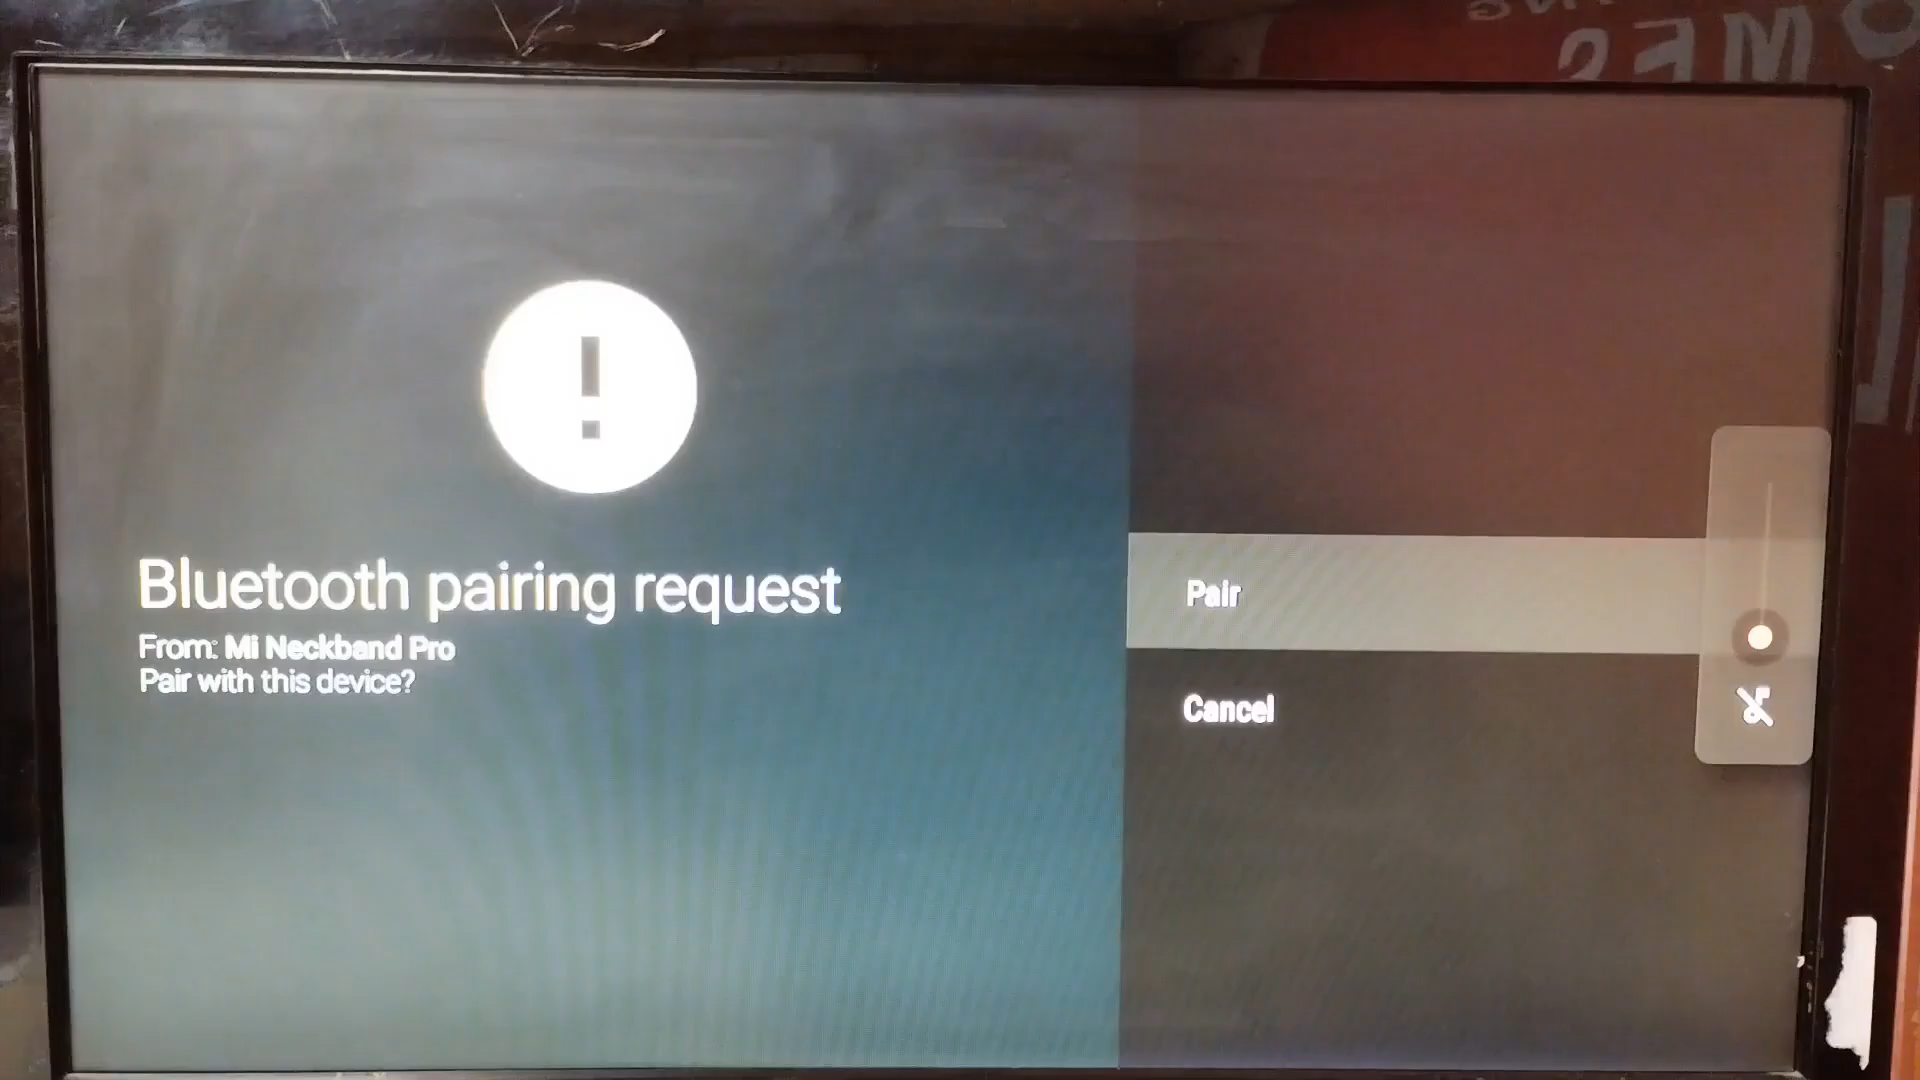 Bluetooth pairing request
From: Mi Neckband Pro
Pair with this device?
Pair
Cancel